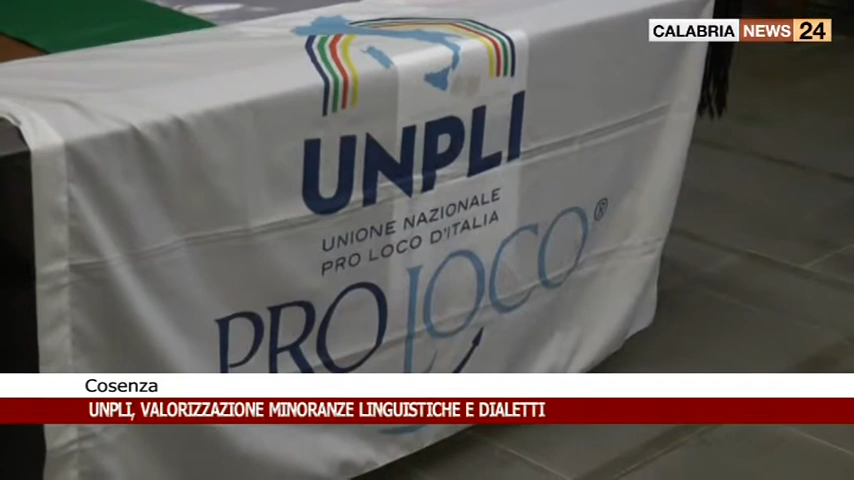 CALABRIA NEWS 24
UNPLI
UNIONE NAZIONALE
PRO LOCO D'ITALIA
PRO LOCO®
Cosenza
UNPLI, VALORIZZAZIONE MINORANZE LINGUISTICHE E DIALETTI